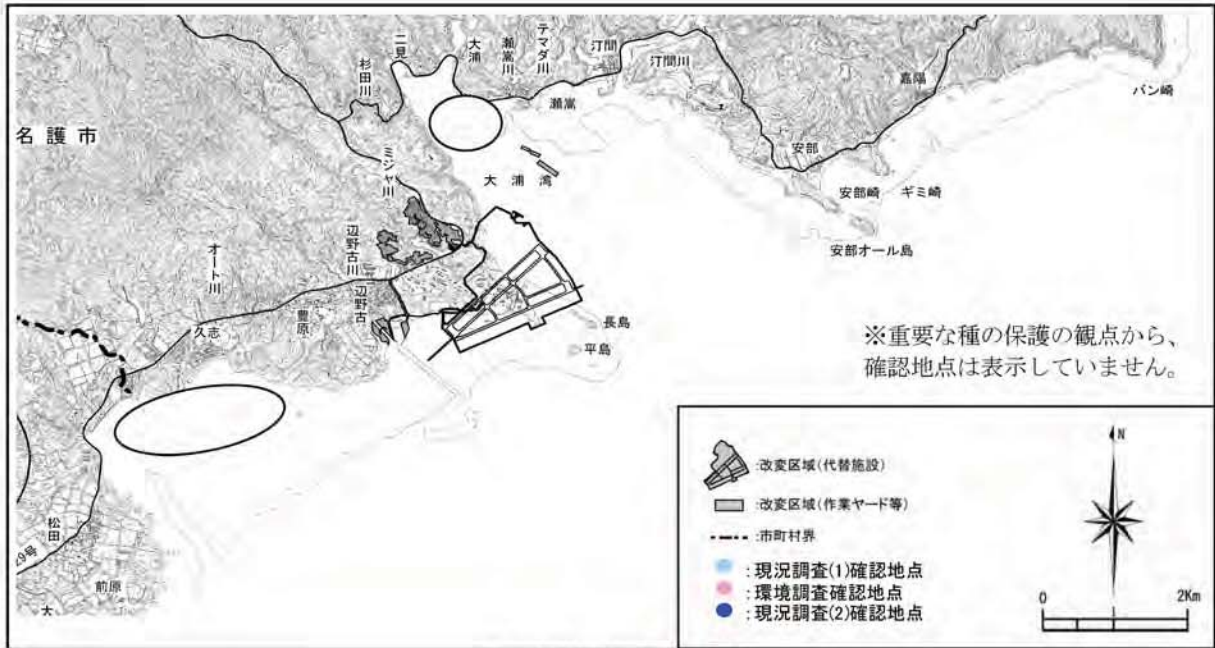 名護市
杉田川
二見
大浦
瀬嵩川
テマダ川
汀間
汀間川
瀬嵩
嘉陽
バン崎
安部
安部崎
ギミ崎
安部オール島
大浦湾
ミジャ川
辺野古川
辺野古
オート川
久志
豊原
長島
平島
松田
前原
大
29号
※重要な種の保護の観点から、
確認地点は表示していません。
:改変区域(代替施設)
:改変区域(作業ヤード等)
:市町村界
:現況調査(1)確認地点
:環境調査確認地点
:現況調査(2)確認地点
N
0 2Km